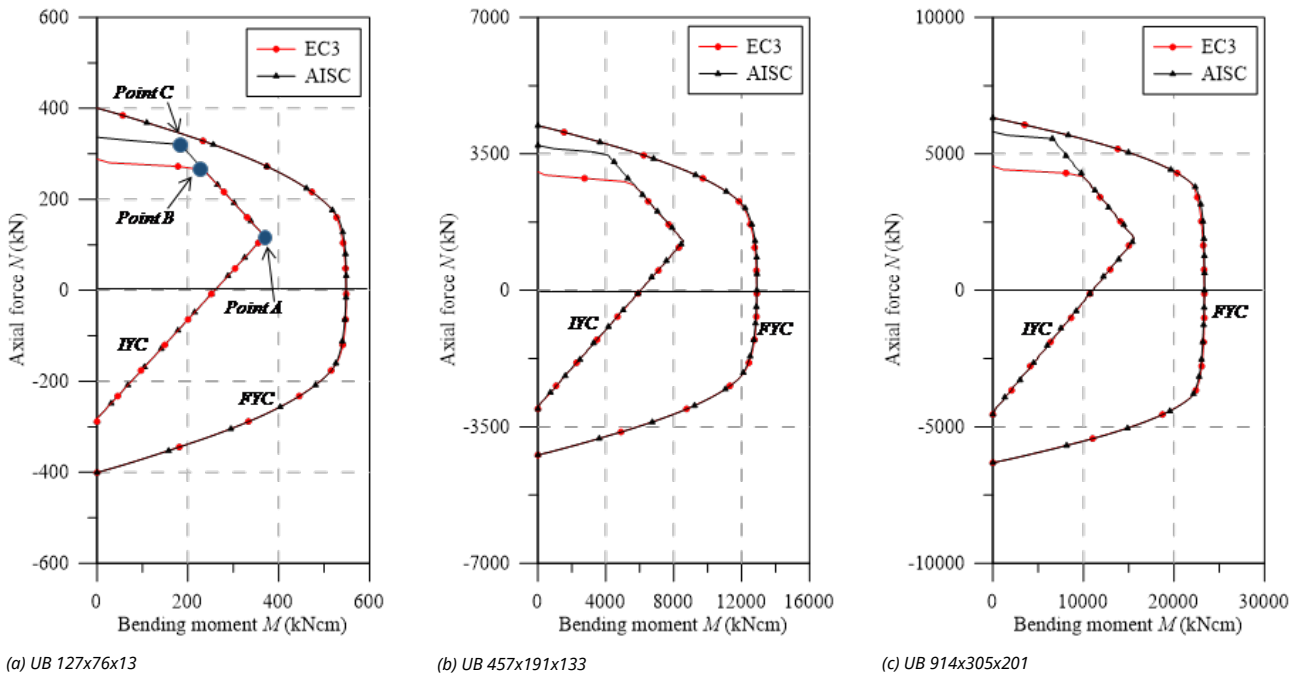 600
400
200
0
-200
-400
-600
Axial force N (kN)
EC3
AISC
Point C
Point B
Point A
IYC
FYC
0 200 400 600
Bending moment M (kNcm)
(a) UB 127x76x13
7000
3500
0
-3500
-7000
Axial force N (kN)
EC3
AISC
IYC
FYC
0 4000 8000 12000 16000
Bending moment M (kNcm)
(b) UB 457x191x133
10000
5000
0
-5000
-10000
Axial force N (kN)
EC3
AISC
IYC
FYC
0 10000 20000 30000
Bending moment M (kNcm)
(c) UB 914x305x201